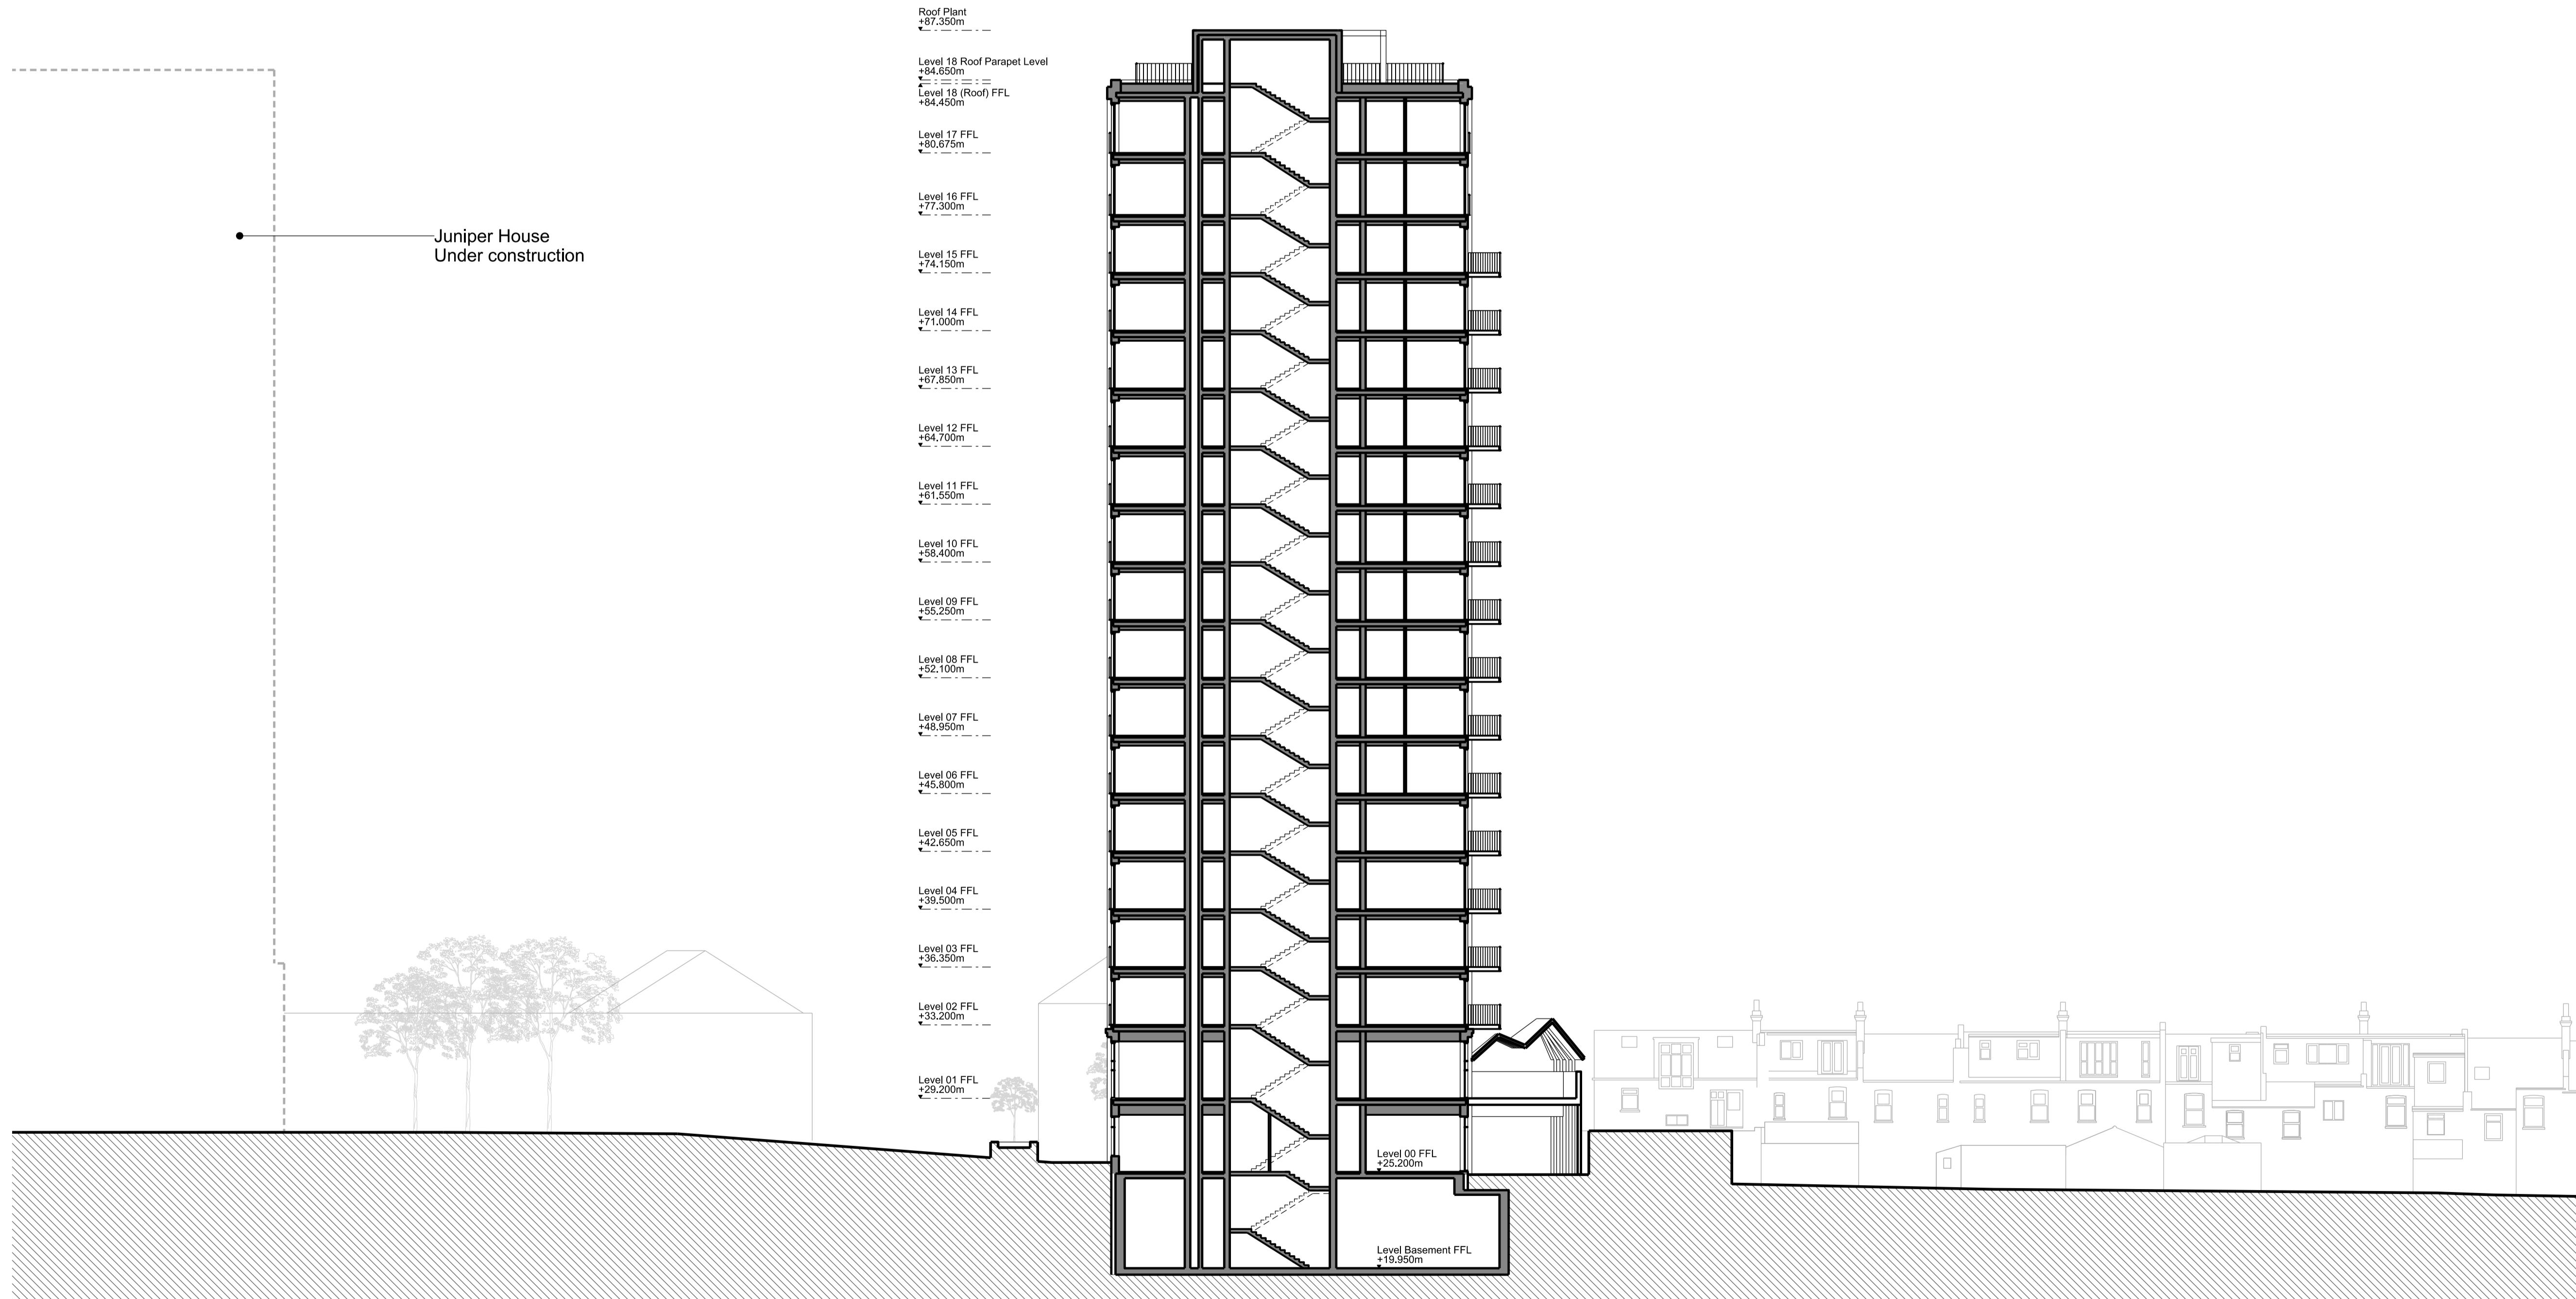 Roof Plant
+87.350m
Level 18 Roof Parapet Level
+84.650m
Level 18 (Roof) FFL
+84.450m
Level 17 FFL
+80.675m
Level 16 FFL
+77.300m
Juniper House
Under construction
Level 15 FFL
+74.150m
Level 14 FFL
+71.000m
Level 13 FFL
+67.850m
Level 12 FFL
+64.700m
Level 11 FFL
+61.550m
Level 10 FFL
+58.400m
Level 09 FFL
+55.250m
Level 08 FFL
+52.100m
Level 07 FFL
+48.950m
Level 06 FFL
+45.800m
Level 05 FFL
+42.650m
Level 04 FFL
+39.500m
Level 03 FFL
+36.350m
Level 02 FFL
+33.200m
Level 01 FFL
+29.200m
Level 00 FFL
+25.200m
Level Basement FFL
+19.950m